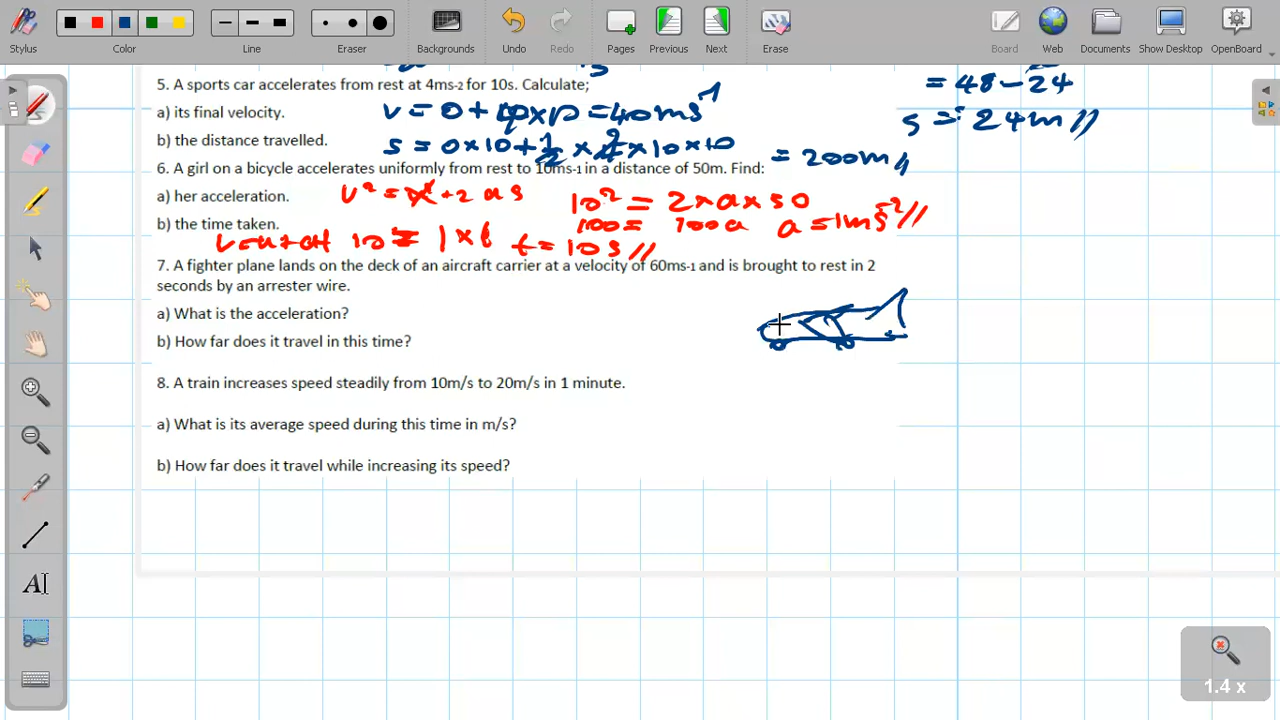 Stylus
Color
Line
Eraser
Backgrounds
Undo
Redo
Pages
Previous
Next
Erase
Board
Web
Documents
Show Desktop
OpenBoard
5. A sports car accelerates from rest at 4ms-2 for 10s. Calculate;
= 48 - 24
a) its final velocity.
v = 0 + 4 x 10 = 40ms-1
s = 24m //
b) the distance travelled.
s = 0x10 + 1/2 x 4 x 10 x 10
= 200m //
6. A girl on a bicycle accelerates uniformly from rest to 10ms-1 in a distance of 50m. Find:
a) her acceleration.
v² = u² + 2 a s
10² = 2 x a x 50
100 = 100a
a = 1ms-2 //
b) the time taken.
v = u + at
10 = 1 x t
t = 10s //
7. A fighter plane lands on the deck of an aircraft carrier at a velocity of 60ms-1 and is brought to rest in 2
seconds by an arrester wire.
a) What is the acceleration?
b) How far does it travel in this time?
8. A train increases speed steadily from 10m/s to 20m/s in 1 minute.
a) What is its average speed during this time in m/s?
b) How far does it travel while increasing its speed?
AI
1.4 x